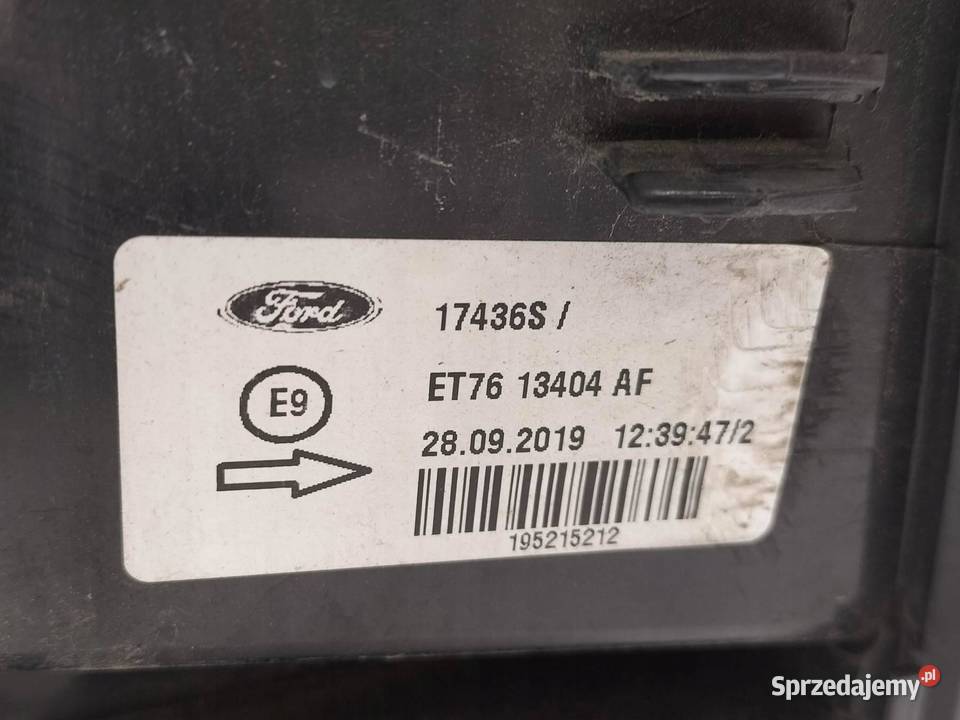 Ford
17436S /
ET76 13404 AF
E9
28.09.2019 12:39:47/2
195215212
Sprzedajemy.pl